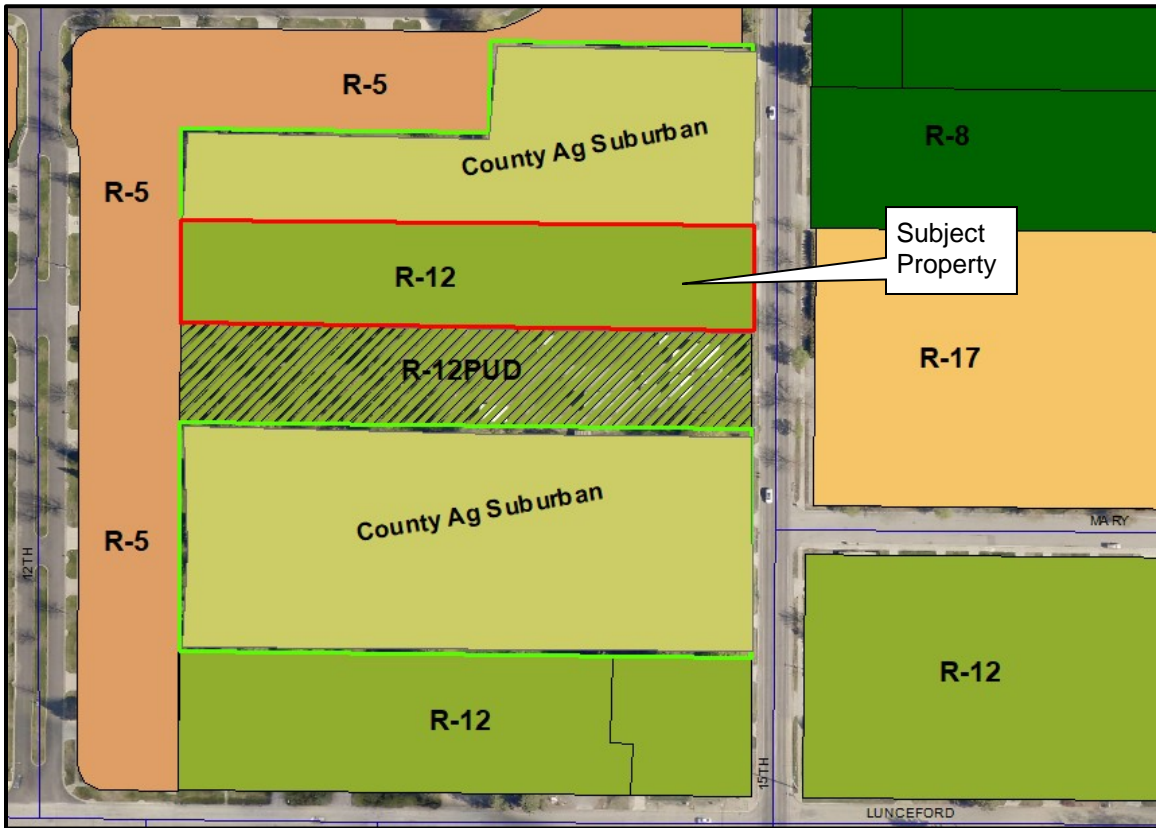 R-5
R-8
County Ag Suburban
R-5
Subject
Property
R-12
R-17
R-12PUD
County Ag Suburban
MARY
R-5
12TH
R-12
R-12
15TH
LUNCEFORD